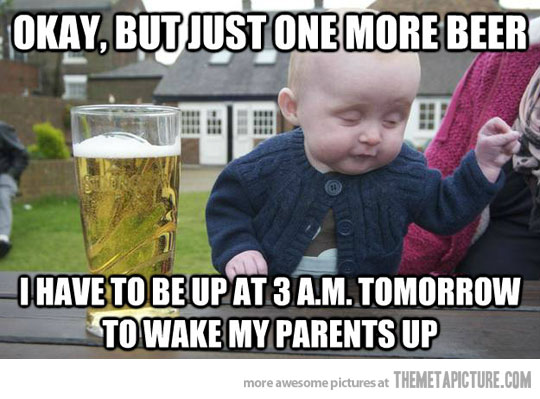 OKAY, BUT JUST ONE MORE BEER
I HAVE TO BE UP AT 3 A.M. TOMORROW
TO WAKE MY PARENTS UP
more awesome pictures at THEMETAPICTURE.COM